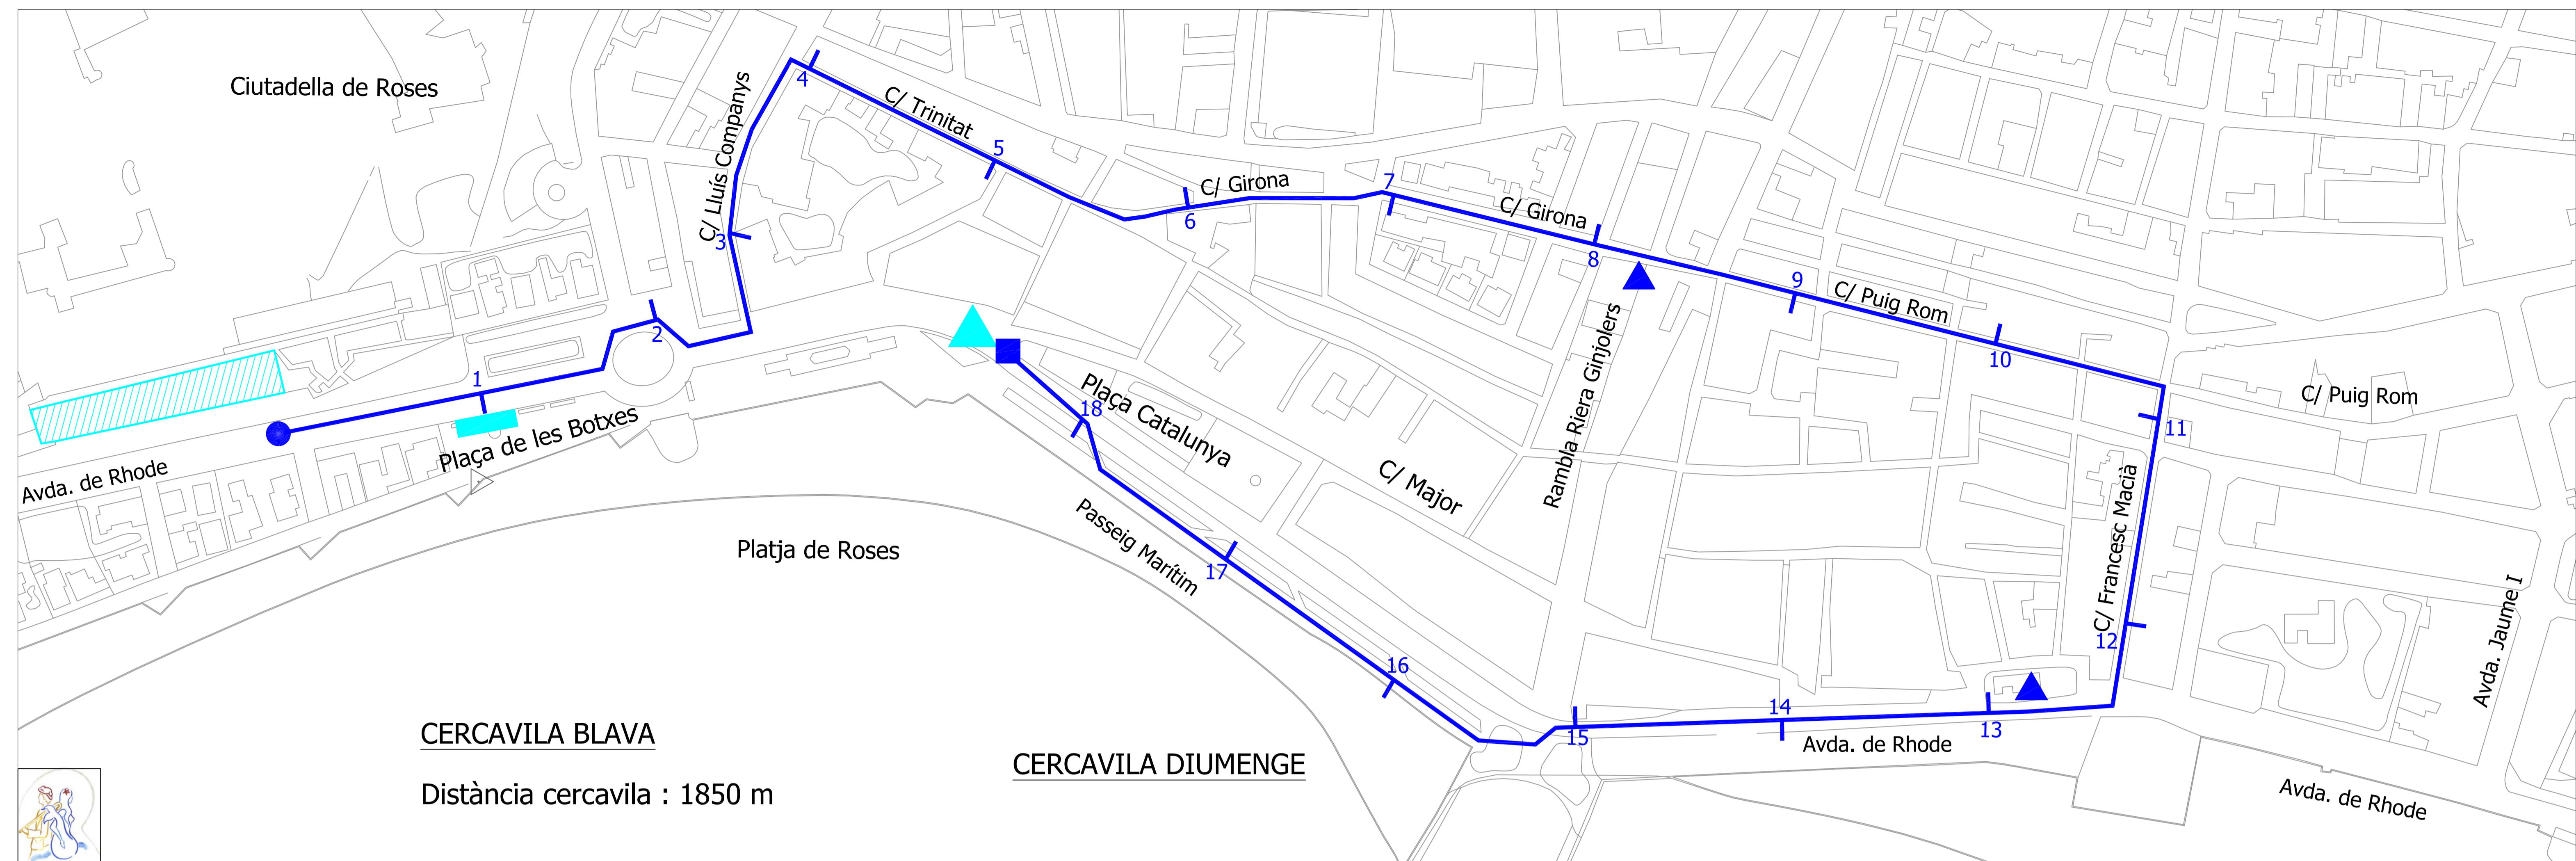 Ciutadella de Roses
C/ Lluís Companys
4
C/ Trinitat
5
3
6
C/ Girona
7
C/ Girona
8
9
C/ Puig Rom
10
C/ Puig Rom
11
2
1
Plaça de les Botxes
Avda. de Rhode
18
Plaça Catalunya
C/ Major
Rambla Riera Ginjolers
C/ Francesc Macià
12
Avda. Jaume I
Platja de Roses
Passeig Marítim
17
16
15
14
13
Avda. de Rhode
Avda. de Rhode
CERCAVILA BLAVA
Distància cercavila : 1850 m
CERCAVILA DIUMENGE